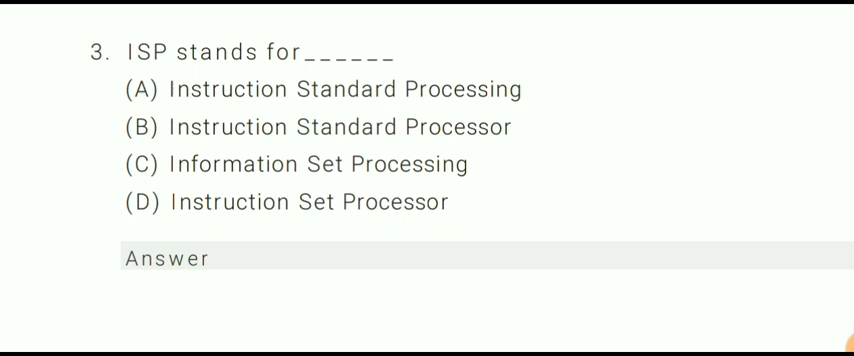 3. ISP stands for______
(A) Instruction Standard Processing
(B) Instruction Standard Processor
(C) Information Set Processing
(D) Instruction Set Processor
Answer